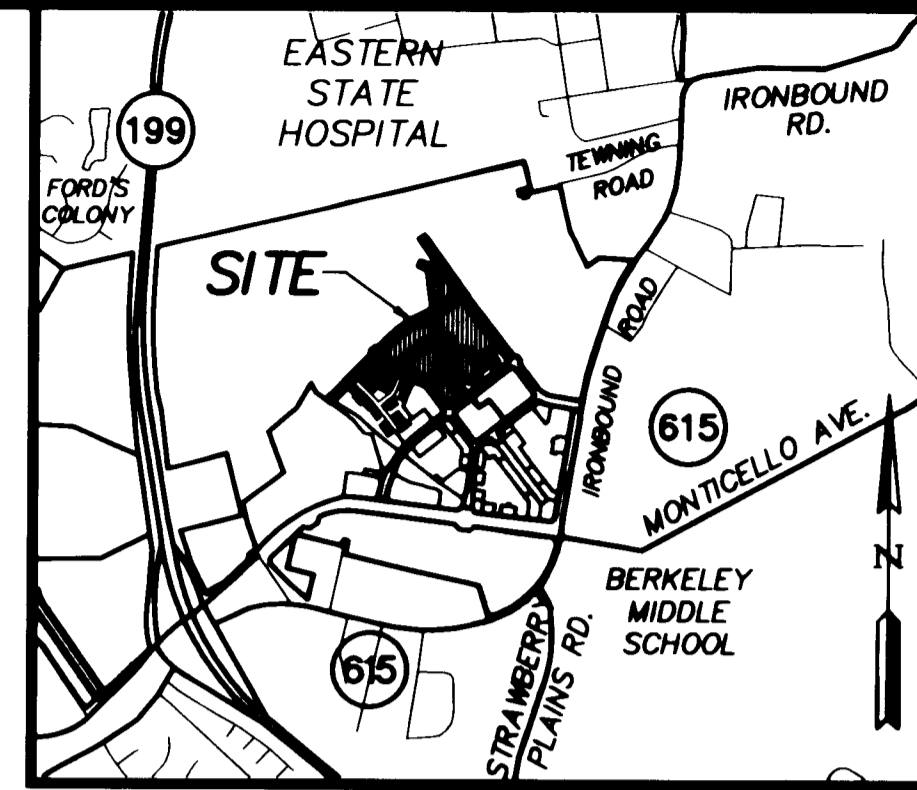 EASTERN
STATE
HOSPITAL
IRONBOUND
RD.
199
TEWNING
ROAD
FORD'S
COLONY
SITE
IRONBOUND
ROAD
615
MONTICELLO AVE.
N
BERKELEY
MIDDLE
SCHOOL
615
STRAWBERRY
PLAINS RD.